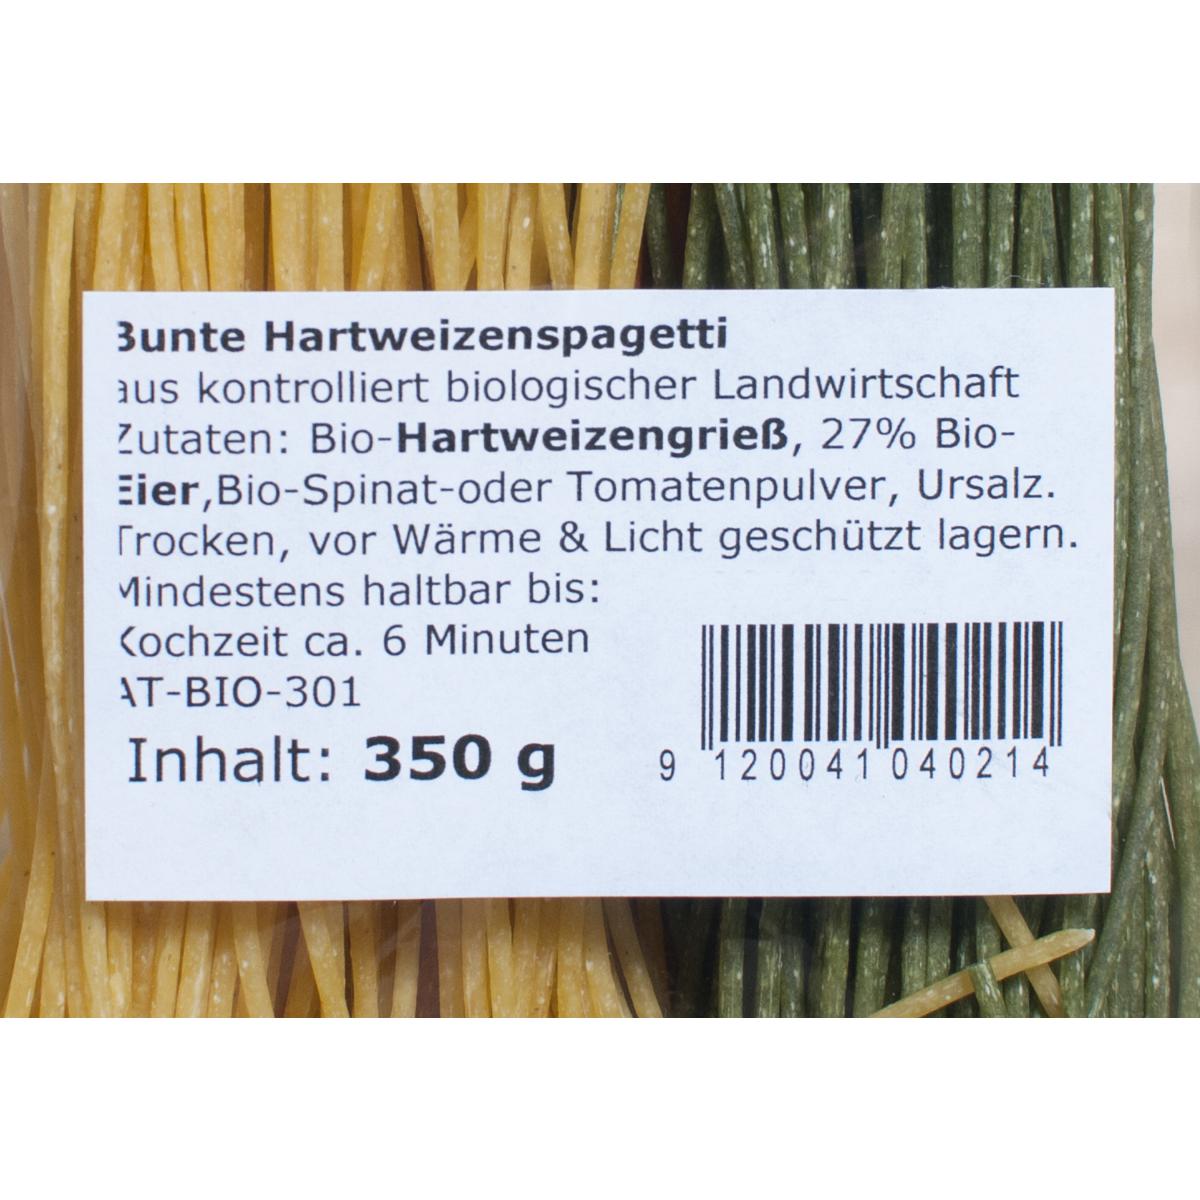 Bunte Hartweizenspagetti
aus kontrolliert biologischer Landwirtschaft
Zutaten: Bio-Hartweizengrieß, 27% Bio-
Eier,Bio-Spinat-oder Tomatenpulver, Ursalz.
Trocken, vor Wärme & Licht geschützt lagern.
Mindestens haltbar bis:
Kochzeit ca. 6 Minuten
AT-BIO-301
Inhalt: 350 g
9 120041 040214